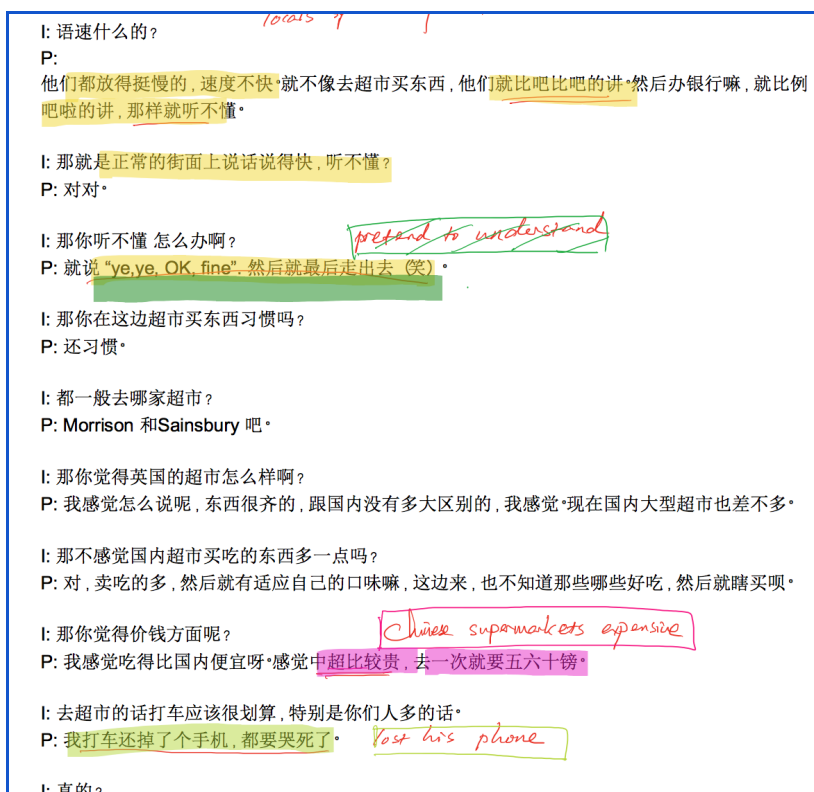 locals
I: 语速什么的?
P:
他们都放得挺慢的，速度不快。就不像去超市买东西，他们就比吧比吧的讲。然后办银行嘛，就比例
吧啦的讲，那样就听不懂。
I: 那就是正常的街面上说话说得快，听不懂?
P: 对对。
I: 那你听不懂 怎么办啊?
pretend to understand
P: 就说 “ye,ye, OK, fine”. 然后就最后走出去（笑）。
I: 那你在这边超市买东西习惯吗?
P: 还习惯。
I: 都一般去哪家超市?
P: Morrison 和Sainsbury 吧。
I: 那你觉得英国的超市怎么样啊?
P: 我感觉怎么说呢，东西很齐的，跟国内没有多大区别的，我感觉。现在国内大型超市也差不多。
I: 那不感觉国内超市买吃的东西多一点吗?
P: 对，卖吃的多，然后就有适应自己的口味嘛，这边来，也不知道那些哪些好吃，然后就瞎买呗。
Chinese supermarkets expensive
I: 那你觉得价钱方面呢?
P: 我感觉吃得比国内便宜呀。感觉中超比较贵，去一次就要五六十镑。
I: 去超市的话打车应该很划算，特别是你们人多的话。
P: 我打车还掉了个手机，都要哭死了。
lost his phone
I: 真的?